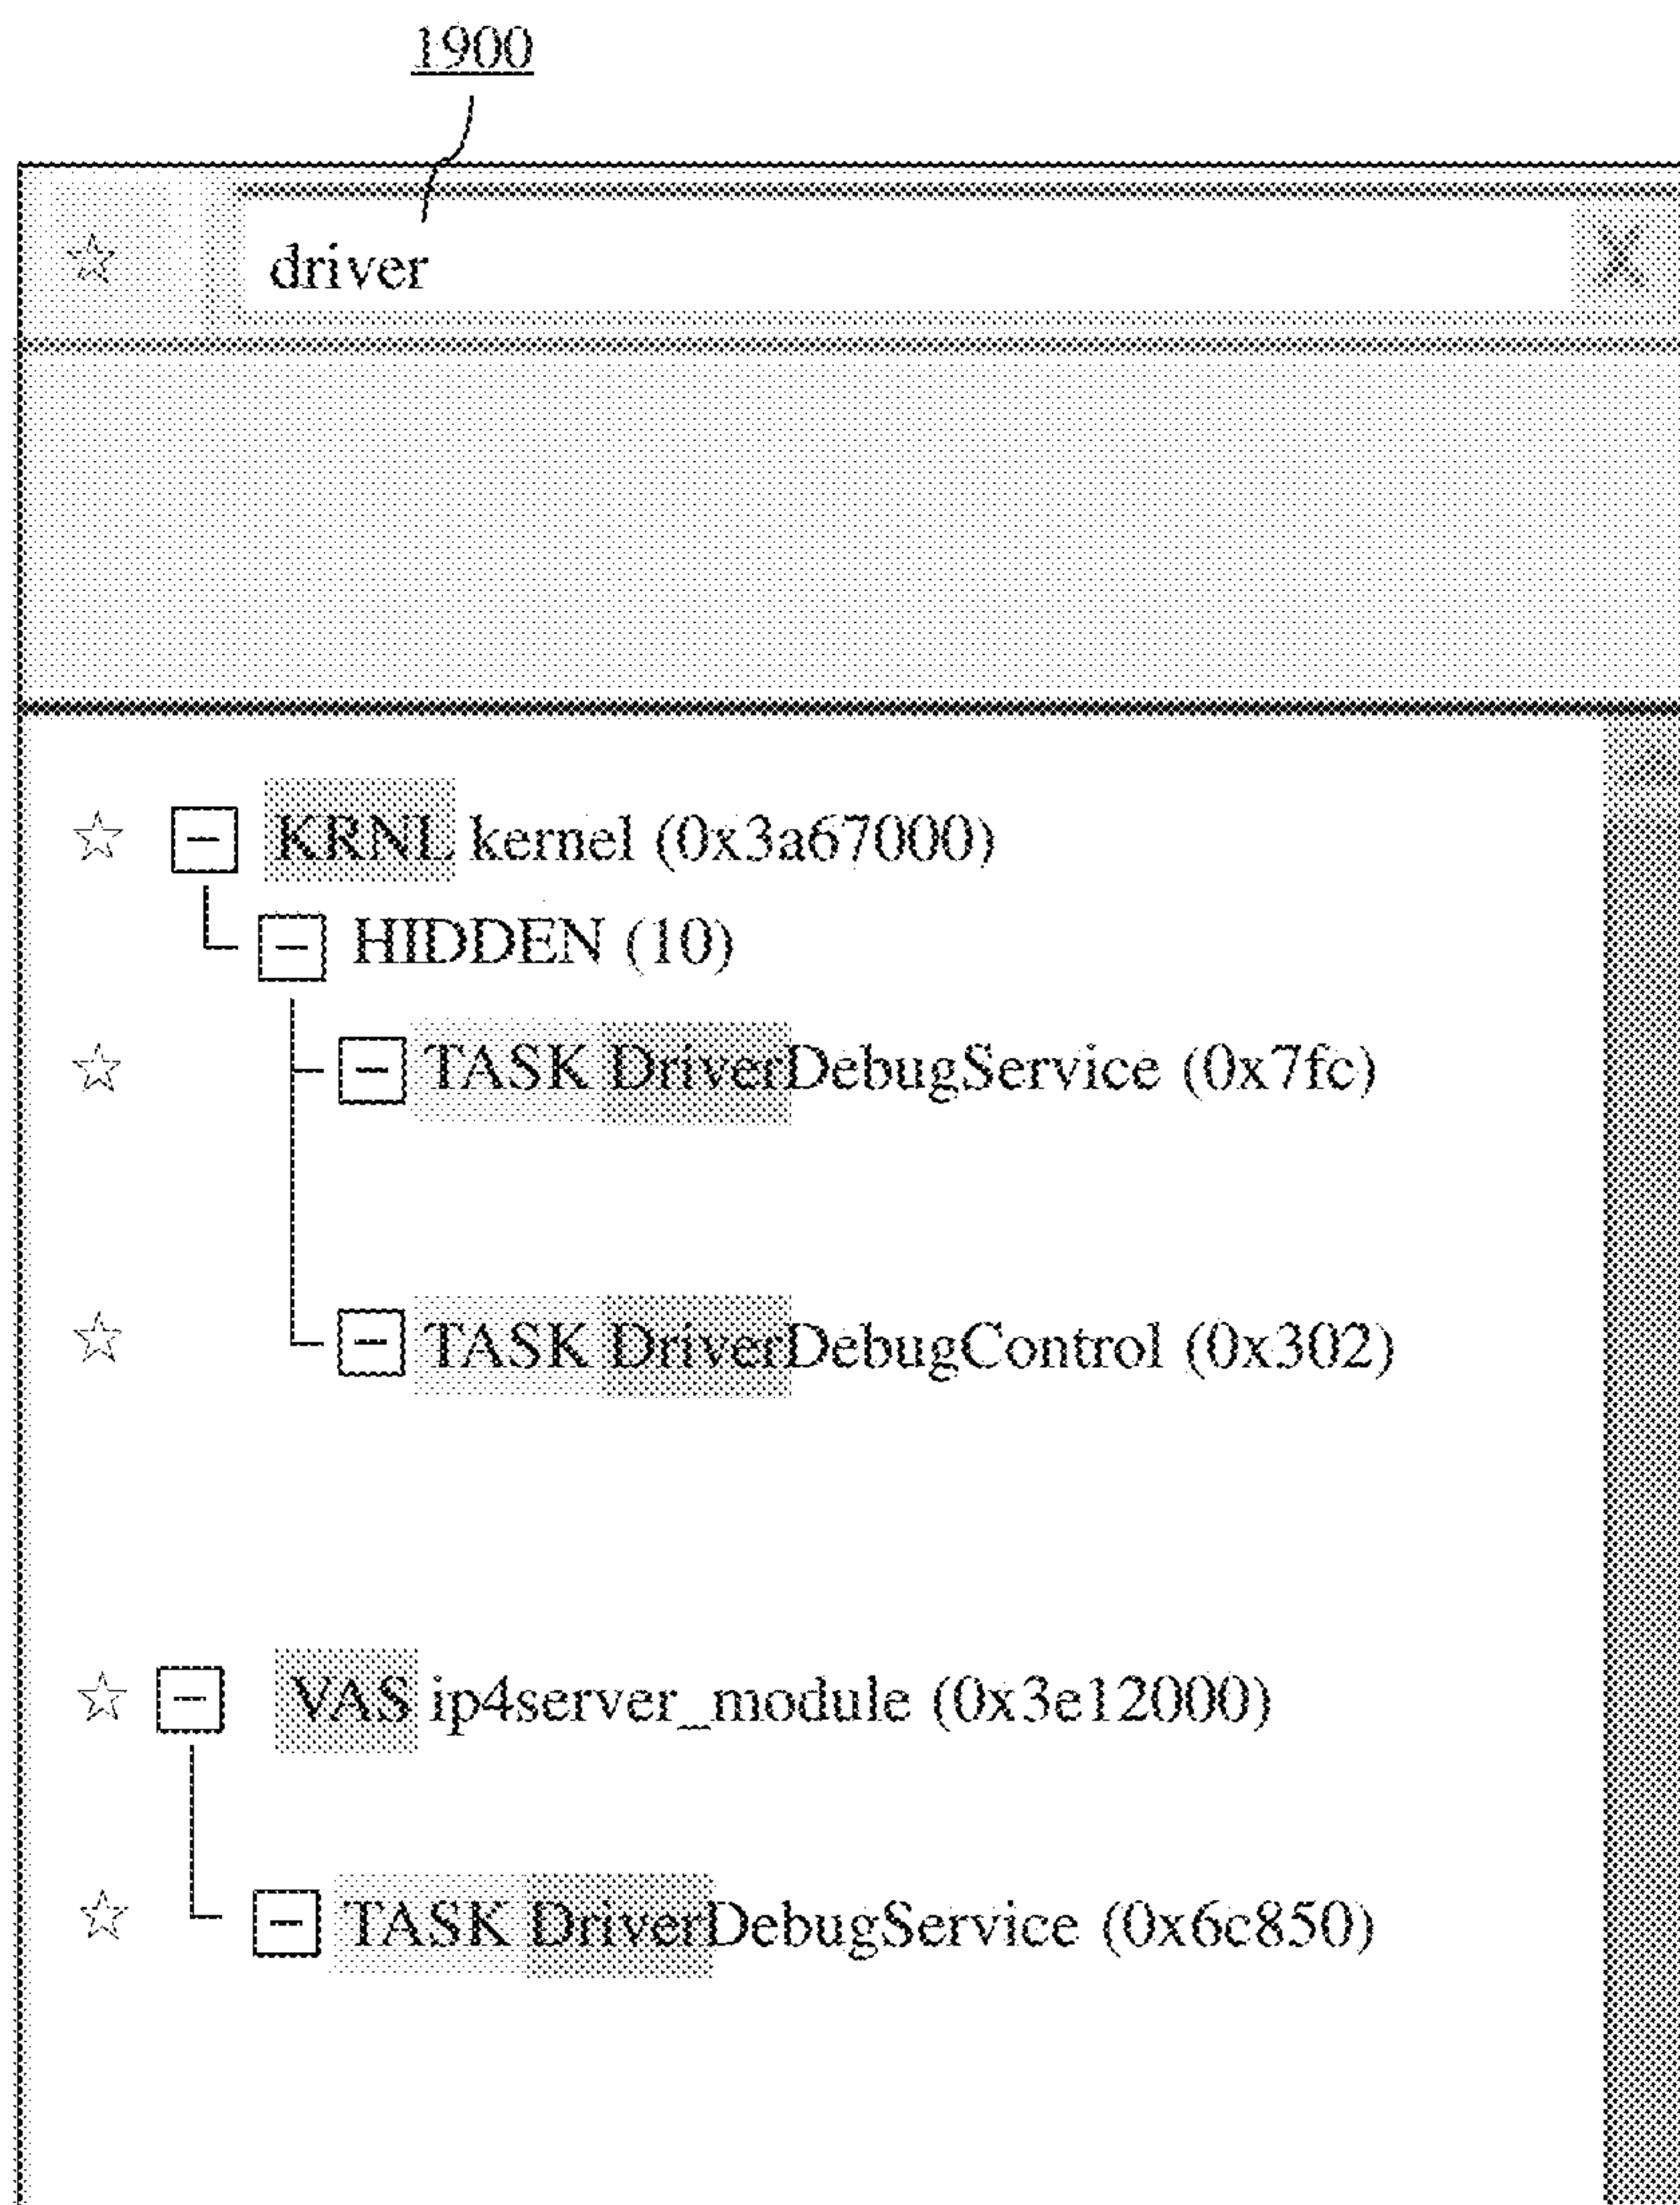 1900
driver X
KRNL kernel (0x3a67000)
HIDDEN (10)
TASK DriverDebugService (0x7fc)
TASK DriverDebugControl (0x302)
VAS ip4server_module (0x3e12000)
TASK DriverDebugService (0x6c850)